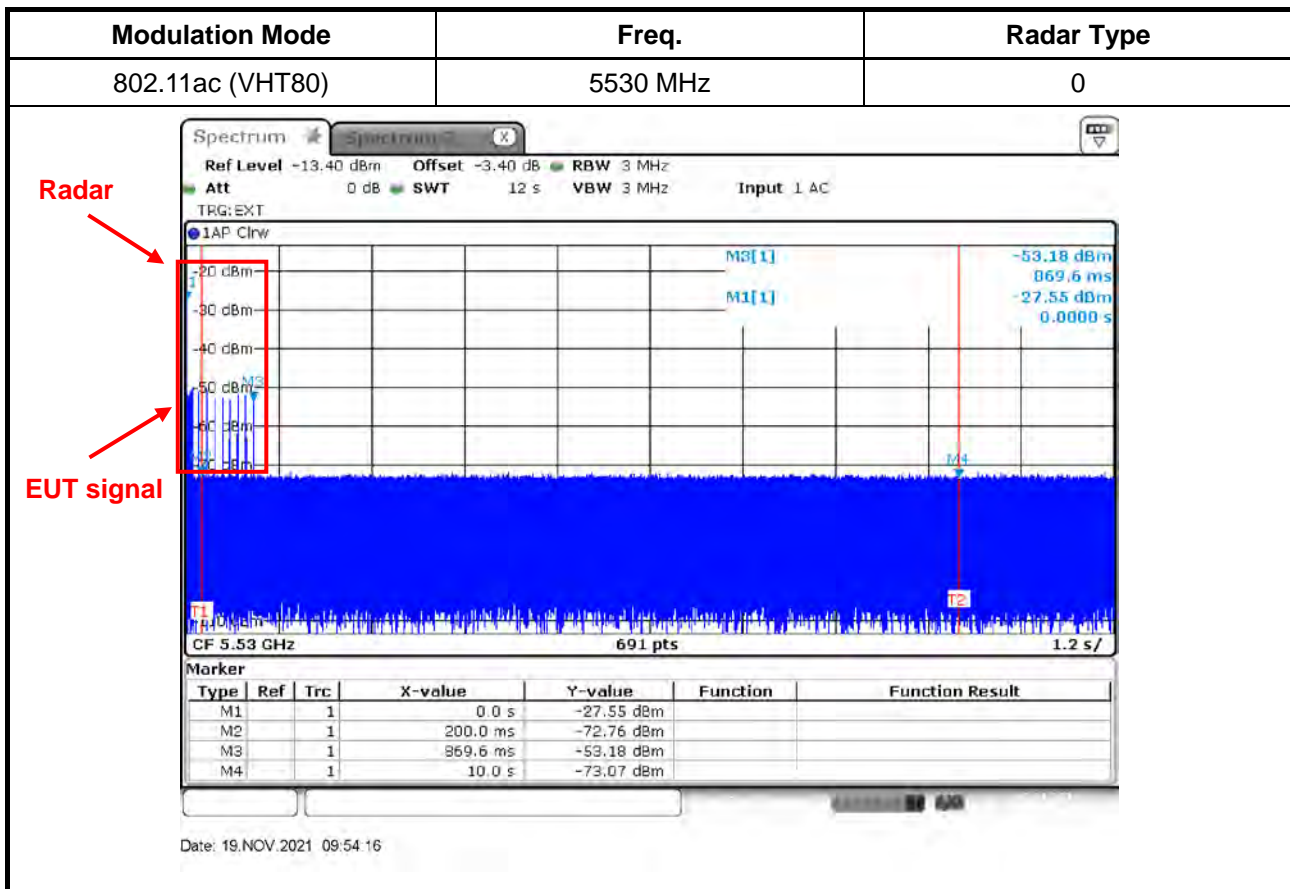 Modulation Mode Freq. Radar Type
802.11ac (VHT80) 5530 MHz 0
Spectrum
Ref Level -13.40 dBm Offset -3.40 dB RBW 3 MHz
Radar
Att 0 dB SWT 12 s VBW 3 MHz Input 1 AC
TRG:EXT
1AP Clrw
M3[1] -53.18 dBm
-20 dBm 869.6 ms
M1[1] -27.55 dBm
-30 dBm 0.0000 s
-40 dBm
-50 dBm M3
-60 dBm
M4
EUT signal
T1 T2
CF 5.53 GHz 691 pts 1.2 s/
Marker
Type Ref Trc X-value Y-value Function Function Result
M1 1 0.0 s -27.55 dBm
M2 1 200.0 ms -72.76 dBm
M3 1 869.6 ms -53.18 dBm
M4 1 10.0 s -73.07 dBm
Date: 19.NOV.2021 09:54:16